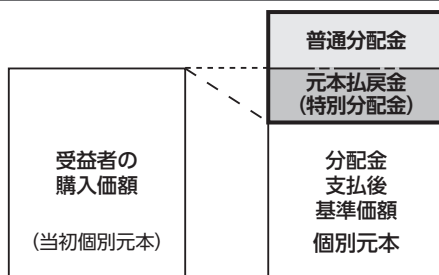 普通分配金
元本払戻金
(特別分配金)
受益者の
購入価額
(当初個別元本)
分配金
支払後
基準価額
個別元本